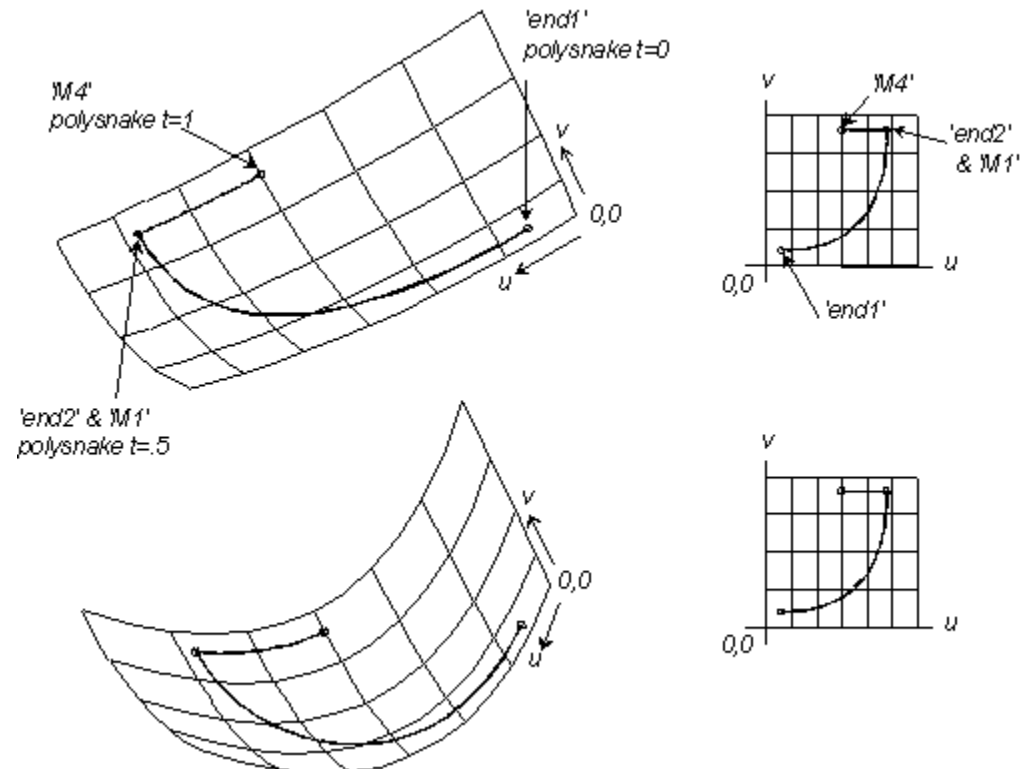 'end1'
polysnake t=0
'M4'
polysnake t=1
v
0,0
u
'end2' & 'M1'
polysnake t=.5
v
'M4'
'end2'
& 'M1'
u
0,0
'end1'
v
0,0
u
v
u
0,0